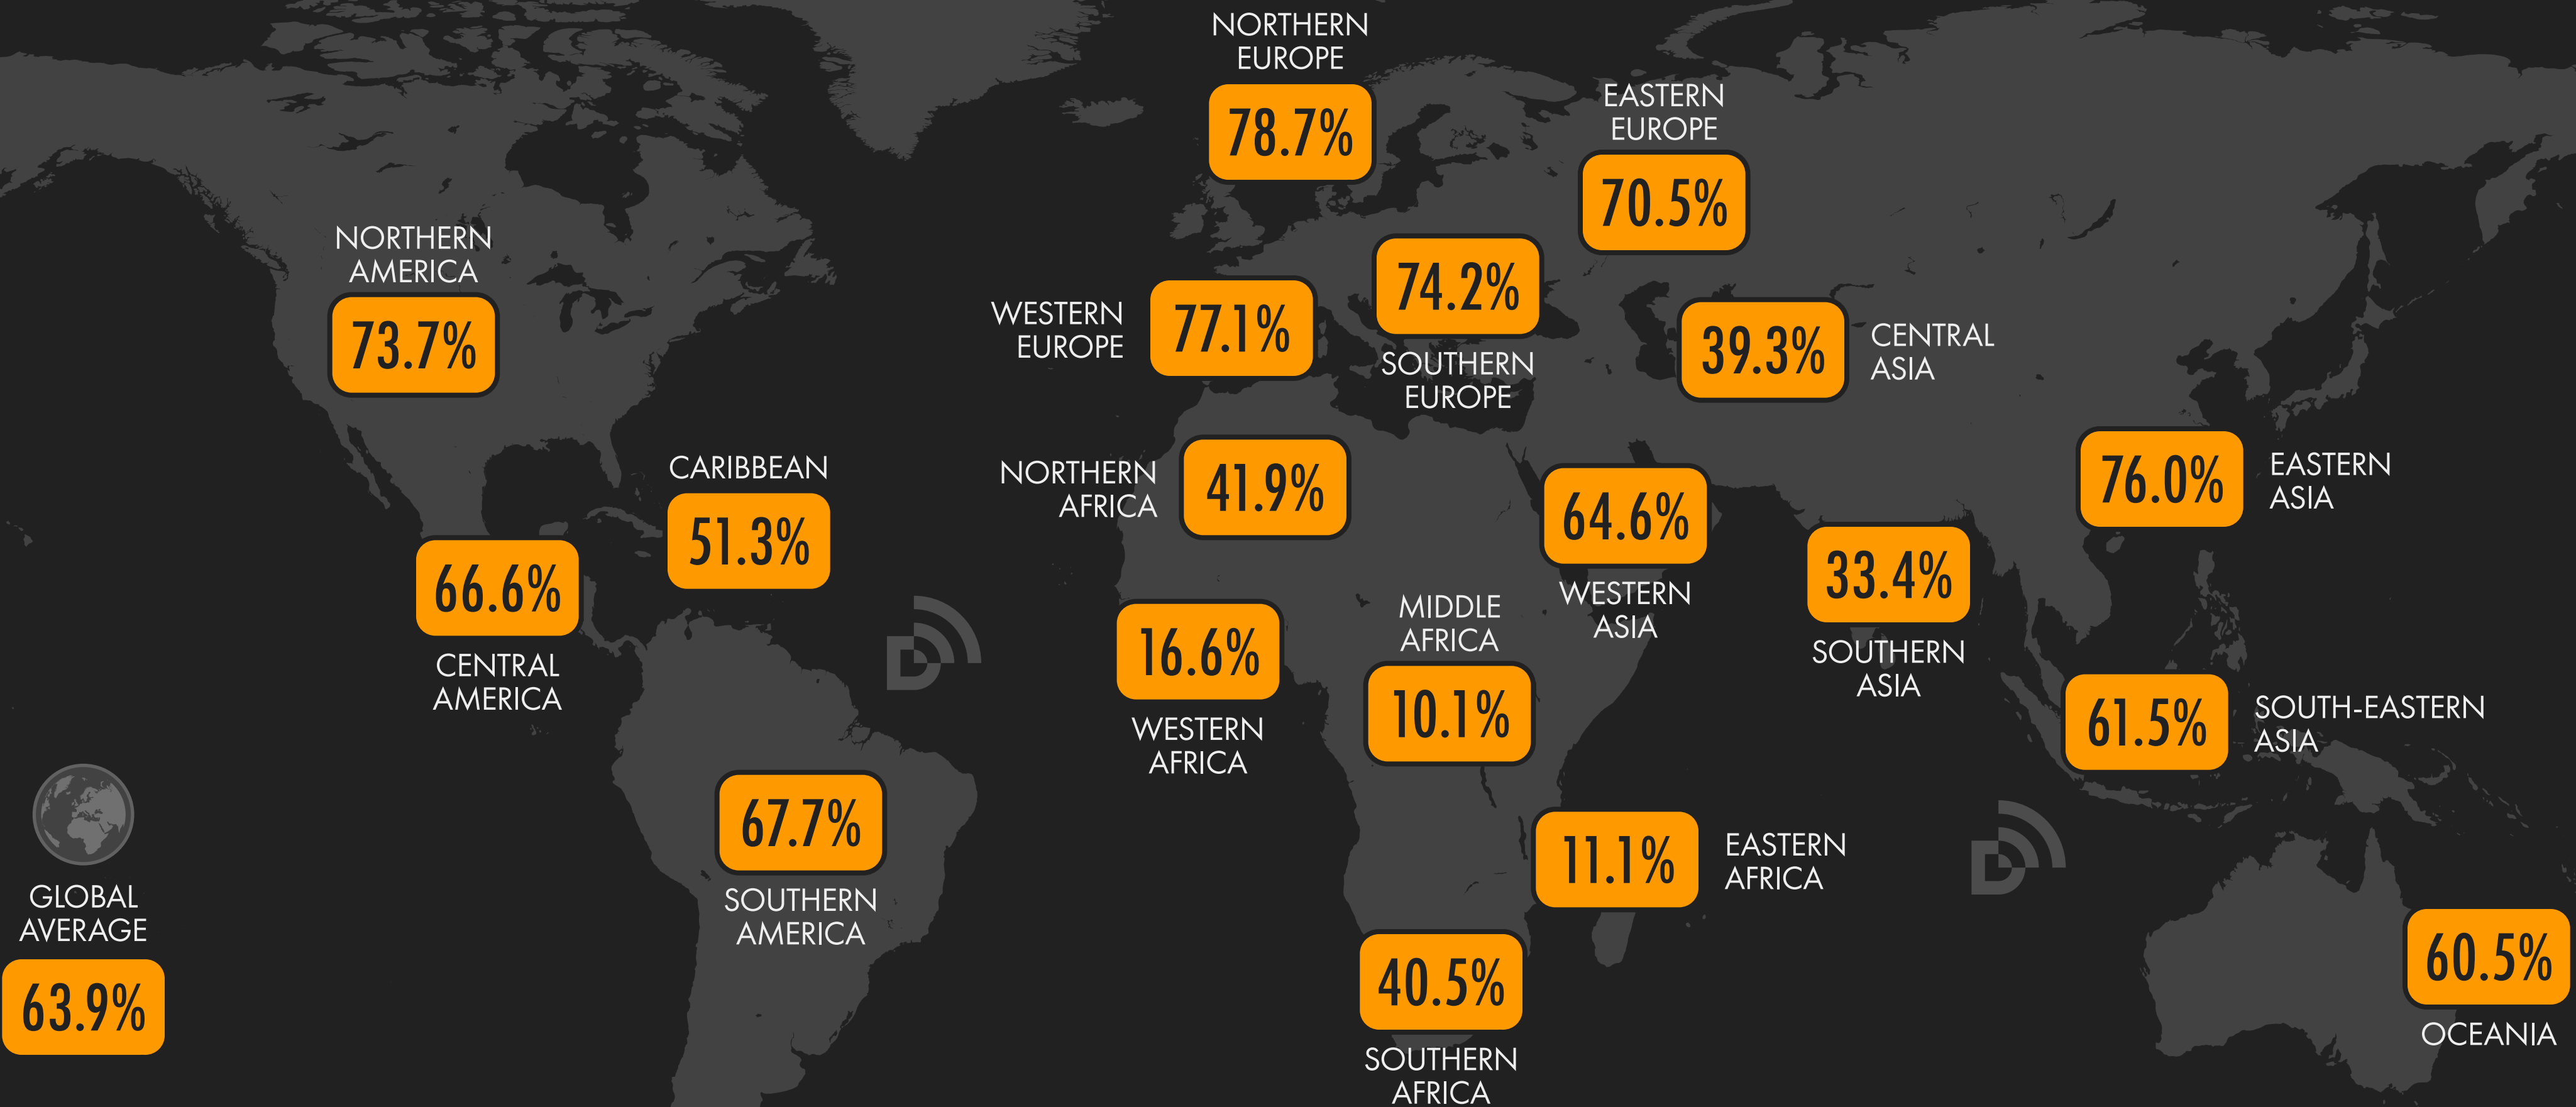 NORTHERN
EUROPE
78.7%
EASTERN
EUROPE
70.5%
NORTHERN
AMERICA
73.7%
WESTERN
EUROPE
77.1%
74.2%
SOUTHERN
EUROPE
39.3%
CENTRAL
ASIA
CARIBBEAN
51.3%
NORTHERN
AFRICA
41.9%
64.6%
WESTERN
ASIA
76.0%
EASTERN
ASIA
66.6%
CENTRAL
AMERICA
33.4%
SOUTHERN
ASIA
16.6%
WESTERN
AFRICA
MIDDLE
AFRICA
10.1%
61.5%
SOUTH-EASTERN
ASIA
67.7%
SOUTHERN
AMERICA
11.1%
EASTERN
AFRICA
GLOBAL
AVERAGE
63.9%
40.5%
SOUTHERN
AFRICA
60.5%
OCEANIA